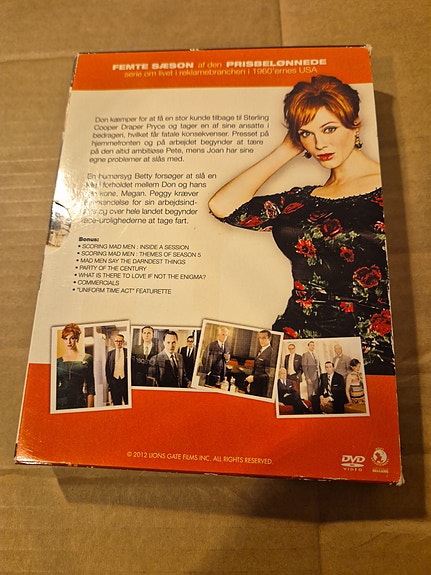 FEMTE SÆSON af den PRISBELØNNEDE
serie om livet i reklamebranchen i 1960'ernes USA
Don kæmper for at få en stor kunde tilbage til Sterling
Cooper Draper Pryce og tager en af sine ansatte i
bedrageri, hvilket får fatale konsekvenser. Presset på
hjemmefronten og på arbejdet begynder at tære
på den altid ambitiøse Pete, mens Joan har sine
egne problemer at slås med.
En humørsyg Betty forsøger at slå en
i forholdet mellem Don og hans
kone, Megan. Peggy kræver
for sin arbejdsind-
og over hele landet begynder
urolighederne at tage fart.
Bonus:
• SCORING MAD MEN : INSIDE A SESSION
• SCORING MAD MEN : THEMES OF SEASON 5
• MAD MEN SAY THE DARNDEST THINGS
• PARTY OF THE CENTURY
• WHAT IS THERE TO LOVE IF NOT THE ENIGMA?
• COMMERCIALS
• "UNIFORM TIME ACT" FEATURETTE
© 2012 LIONS GATE FILMS INC. ALL RIGHTS RESERVED.
DVD
VIDEO